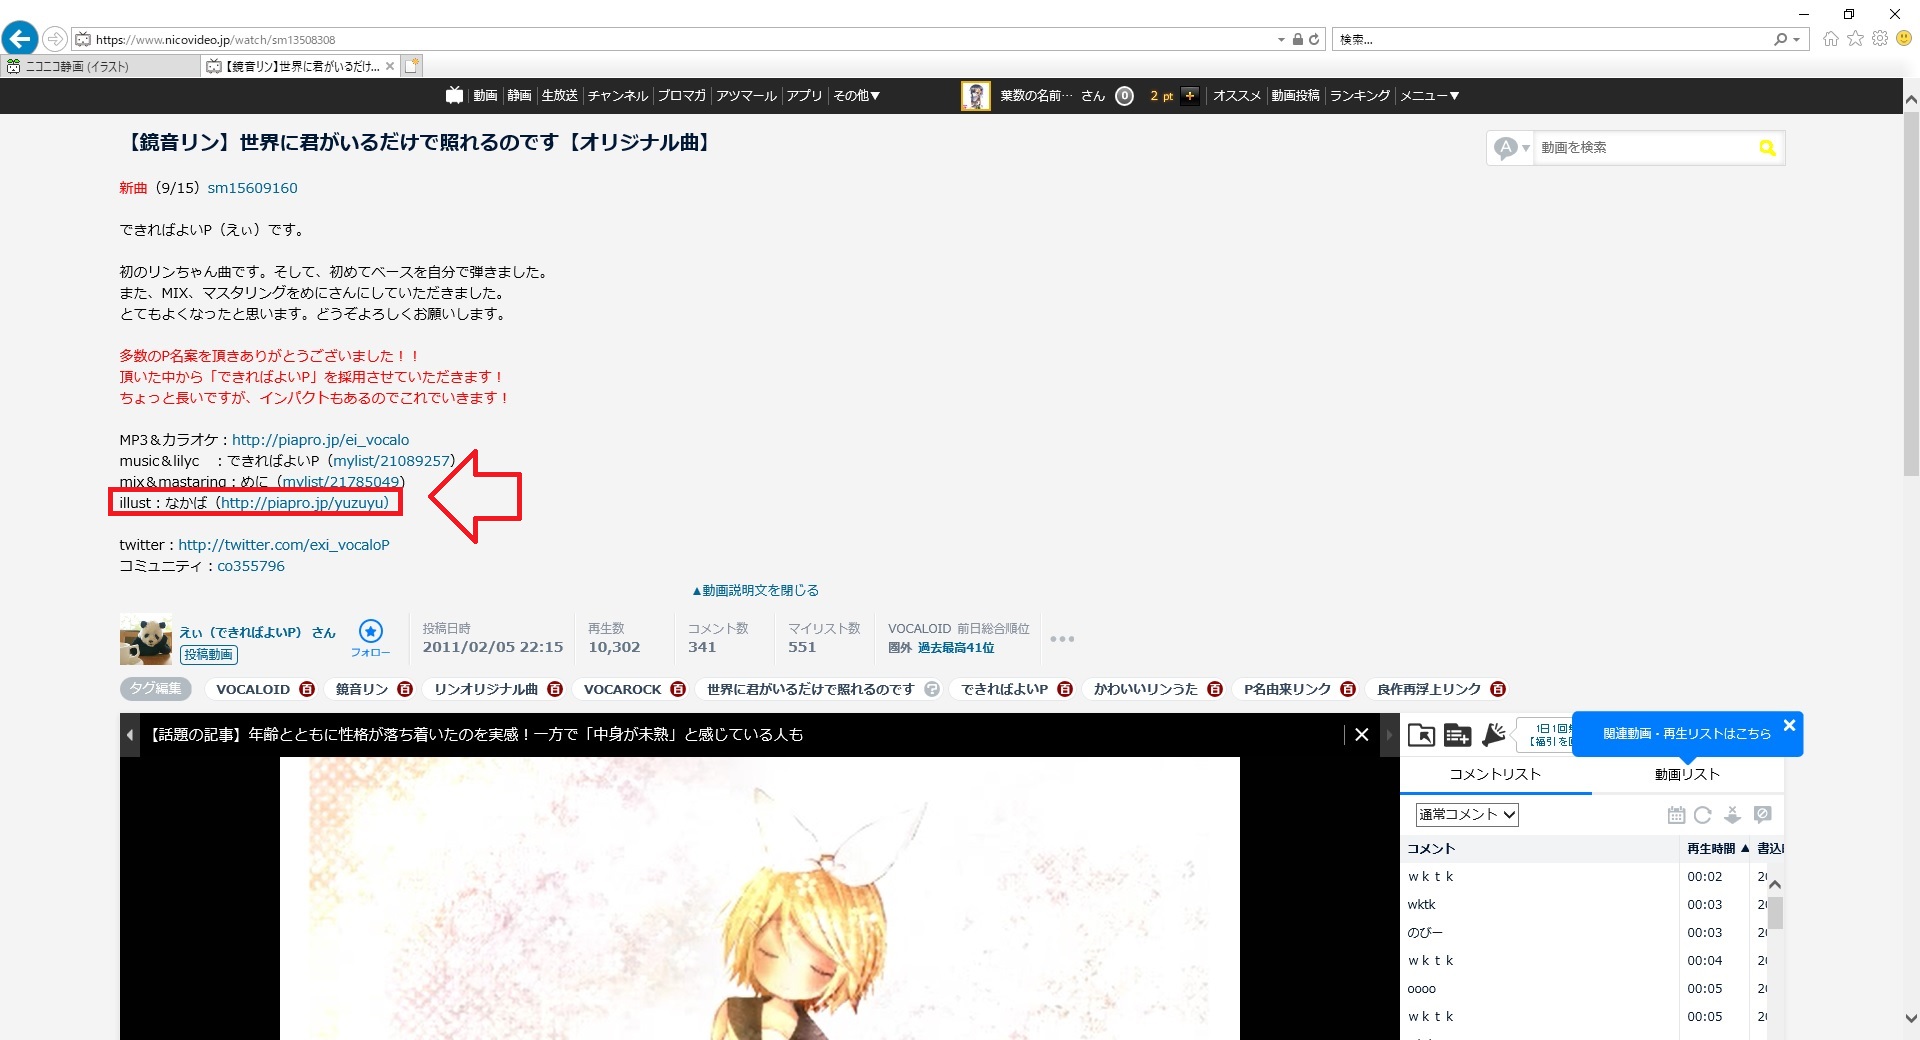 https://www.nicovideo.jp/watch/sm13508308
検索...
ニコニコ静画 (イラスト)
【鏡音リン】世界に君がいるだけ...
動画 静画 生放送 チャンネル ブロマガ アツマール アプリ その他▼
葉数の名前… さん 0 2 pt + オススメ 動画投稿 ランキング メニュー▼
【鏡音リン】世界に君がいるだけで照れるのです【オリジナル曲】
A 動画を検索
新曲（9/15）sm15609160
できればよいP（えぃ）です。
初のリンちゃん曲です。そして、初めてベースを自分で弾きました。
また、MIX、マスタリングをめにさんにしていただきました。
とてもよくなったと思います。どうぞよろしくお願いします。
多数のP名案を頂きありがとうございました！！
頂いた中から「できればよいP」を採用させていただきます！
ちょっと長いですが、インパクトもあるのでこれでいきます！
MP3＆カラオケ：http://piapro.jp/ei_vocalo
music＆lilyc ：できればよいP（mylist/21089257）
mix＆mastaring：めに（mylist/21785049）
illust：なかば（http://piapro.jp/yuzuyu）
twitter：http://twitter.com/exi_vocaloP
コミュニティ：co355796
▲動画説明文を閉じる
えぃ（できればよいP） さん
投稿動画
フォロー
投稿日時 再生数 コメント数 マイリスト数 VOCALOID 前日総合順位
2011/02/05 22:15 10,302 341 551 圏外 過去最高41位
タグ編集 VOCALOID 百 鏡音リン 百 リンオリジナル曲 百 VOCAROCK 百 世界に君がいるだけで照れるのです ? できればよいP 百 かわいいリンうた 百 P名由来リンク 百 良作再浮上リンク 百
【話題の記事】年齢とともに性格が落ち着いたのを実感！一方で「中身が未熟」と感じている人も
1日1回
【福引を
関連動画・再生リストはこちら
コメントリスト 動画リスト
通常コメント
コメント 再生時間 ▲ 書込
ｗｋｔｋ 00:02
wktk 00:03
のびー 00:03
ｗｋｔｋ 00:04
oooo 00:05
ｗｋｔｋ 00:05